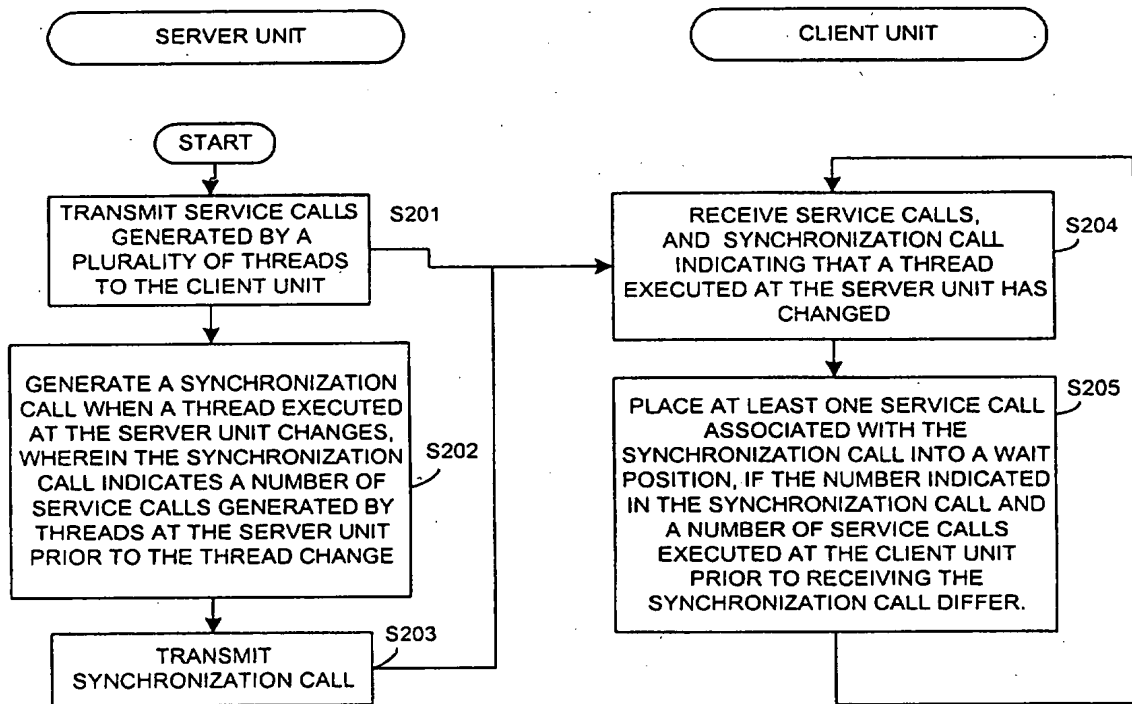 SERVER UNIT
CLIENT UNIT
START
TRANSMIT SERVICE CALLS
GENERATED BY A
PLURALITY OF THREADS
TO THE CLIENT UNIT
S201
GENERATE A SYNCHRONIZATION
CALL WHEN A THREAD EXECUTED
AT THE SERVER UNIT CHANGES,
WHEREIN THE SYNCHRONIZATION
CALL INDICATES A NUMBER OF
SERVICE CALLS GENERATED BY
THREADS AT THE SERVER UNIT
PRIOR TO THE THREAD CHANGE
S202
TRANSMIT
SYNCHRONIZATION CALL
S203
RECEIVE SERVICE CALLS,
AND SYNCHRONIZATION CALL
INDICATING THAT A THREAD
EXECUTED AT THE SERVER UNIT HAS
CHANGED
S204
PLACE AT LEAST ONE SERVICE CALL
ASSOCIATED WITH THE
SYNCHRONIZATION CALL INTO A WAIT
POSITION, IF THE NUMBER INDICATED
IN THE SYNCHRONIZATION CALL AND
A NUMBER OF SERVICE CALLS
EXECUTED AT THE CLIENT UNIT
PRIOR TO RECEIVING THE
SYNCHRONIZATION CALL DIFFER.
S205